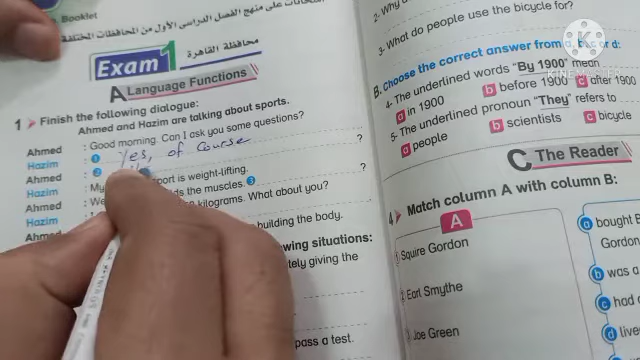 Booklet
امتحانات على منهج الفصل الدراسى الأول من المحافظات المختلفة
Exam 1
محافظة القاهرة
A Language Functions
1 Finish the following dialogue:
Ahmed and Hazim are talking about sports.
Ahmed : Good morning. Can I ask you some questions?
Hazim : 1 Yes, of course
Ahmed : 2 ?
Hazim : My sport is weight-lifting.
Ahmed : We the muscles. 3 ?
Hazim : kilograms. What about you?
Ahmed building the body.
wing situations:
tely giving the
pass a test.
2. Why
3- What do people use the bicycle for?
B. Choose the correct answer from a, b, c or d:
4- The underlined words "By 1900" mean
a in 1900 b before 1900 c after 1900
5- The underlined pronoun "They" refers to
a people b scientists c bicycle
C The Reader
4 Match column A with column B:
A
1 Squire Gordon
2 Earl Smythe
3 Joe Green
a bought B
Gordon
b was a
c had
d live
KINEMASTER